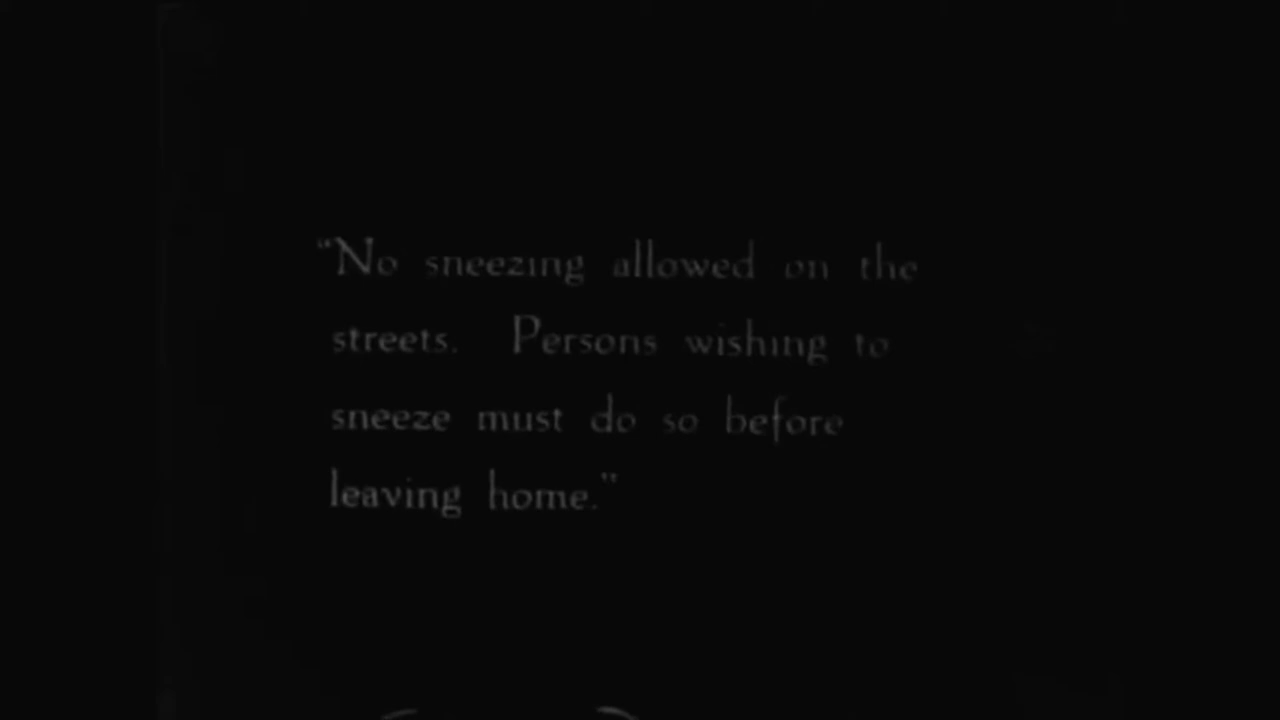 “No sneezing allowed on the
streets. Persons wishing to
sneeze must do so before
leaving home.”